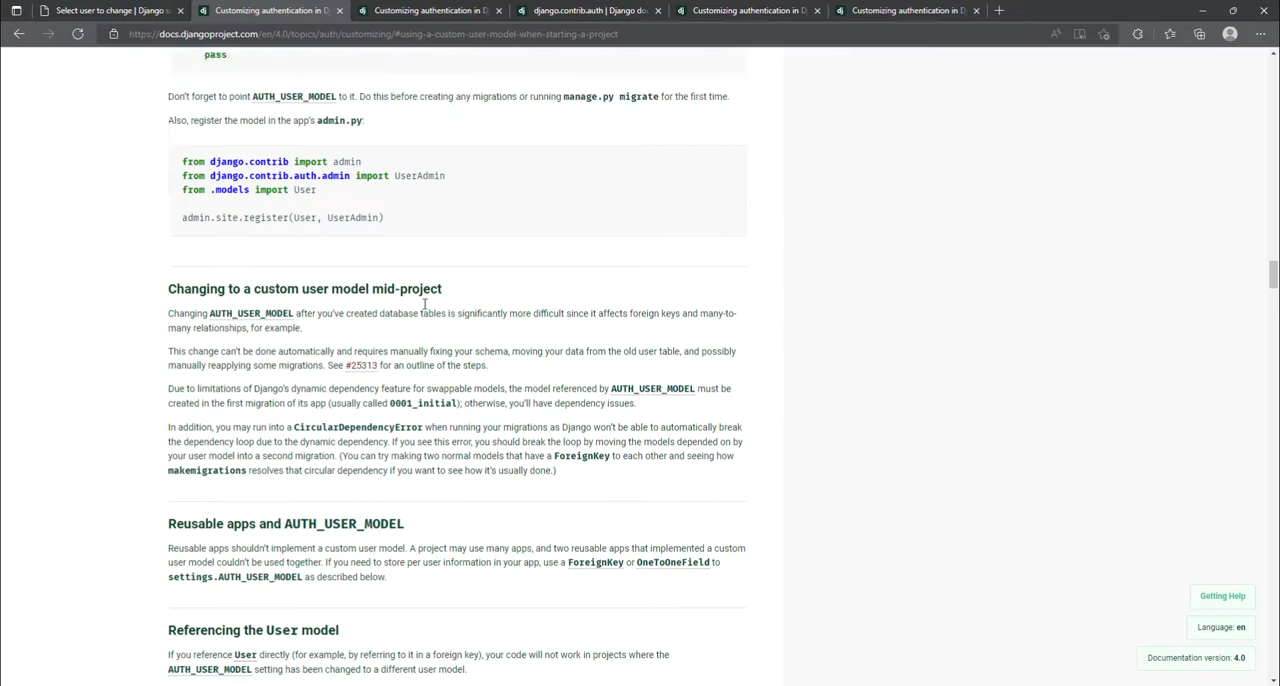 Select user to change | Django si
Customizing authentication in D
Customizing authentication in D
django.contrib.auth | Django do
Customizing authentication in D
Customizing authentication in D
https://docs.djangoproject.com/en/4.0/topics/auth/customizing/#using-a-custom-user-model-when-starting-a-project
pass
Don't forget to point AUTH_USER_MODEL to it. Do this before creating any migrations or running manage.py migrate for the first time.
Also, register the model in the app's admin.py:
from django.contrib import admin
from django.contrib.auth.admin import UserAdmin
from .models import User
admin.site.register(User, UserAdmin)
Changing to a custom user model mid-project
Changing AUTH_USER_MODEL after you've created database tables is significantly more difficult since it affects foreign keys and many-to-
many relationships, for example.
This change can't be done automatically and requires manually fixing your schema, moving your data from the old user table, and possibly
manually reapplying some migrations. See #25313 for an outline of the steps.
Due to limitations of Django's dynamic dependency feature for swappable models, the model referenced by AUTH_USER_MODEL must be
created in the first migration of its app (usually called 0001_initial); otherwise, you'll have dependency issues.
In addition, you may run into a CircularDependencyError when running your migrations as Django won't be able to automatically break
the dependency loop due to the dynamic dependency. If you see this error, you should break the loop by moving the models depended on by
your user model into a second migration. (You can try making two normal models that have a ForeignKey to each other and seeing how
makemigrations resolves that circular dependency if you want to see how it's usually done.)
Reusable apps and AUTH_USER_MODEL
Reusable apps shouldn't implement a custom user model. A project may use many apps, and two reusable apps that implemented a custom
user model couldn't be used together. If you need to store per user information in your app, use a ForeignKey or OneToOneField to
settings.AUTH_USER_MODEL as described below.
Referencing the User model
If you reference User directly (for example, by referring to it in a foreign key), your code will not work in projects where the
AUTH_USER_MODEL setting has been changed to a different user model.
Getting Help
Language: en
Documentation version: 4.0